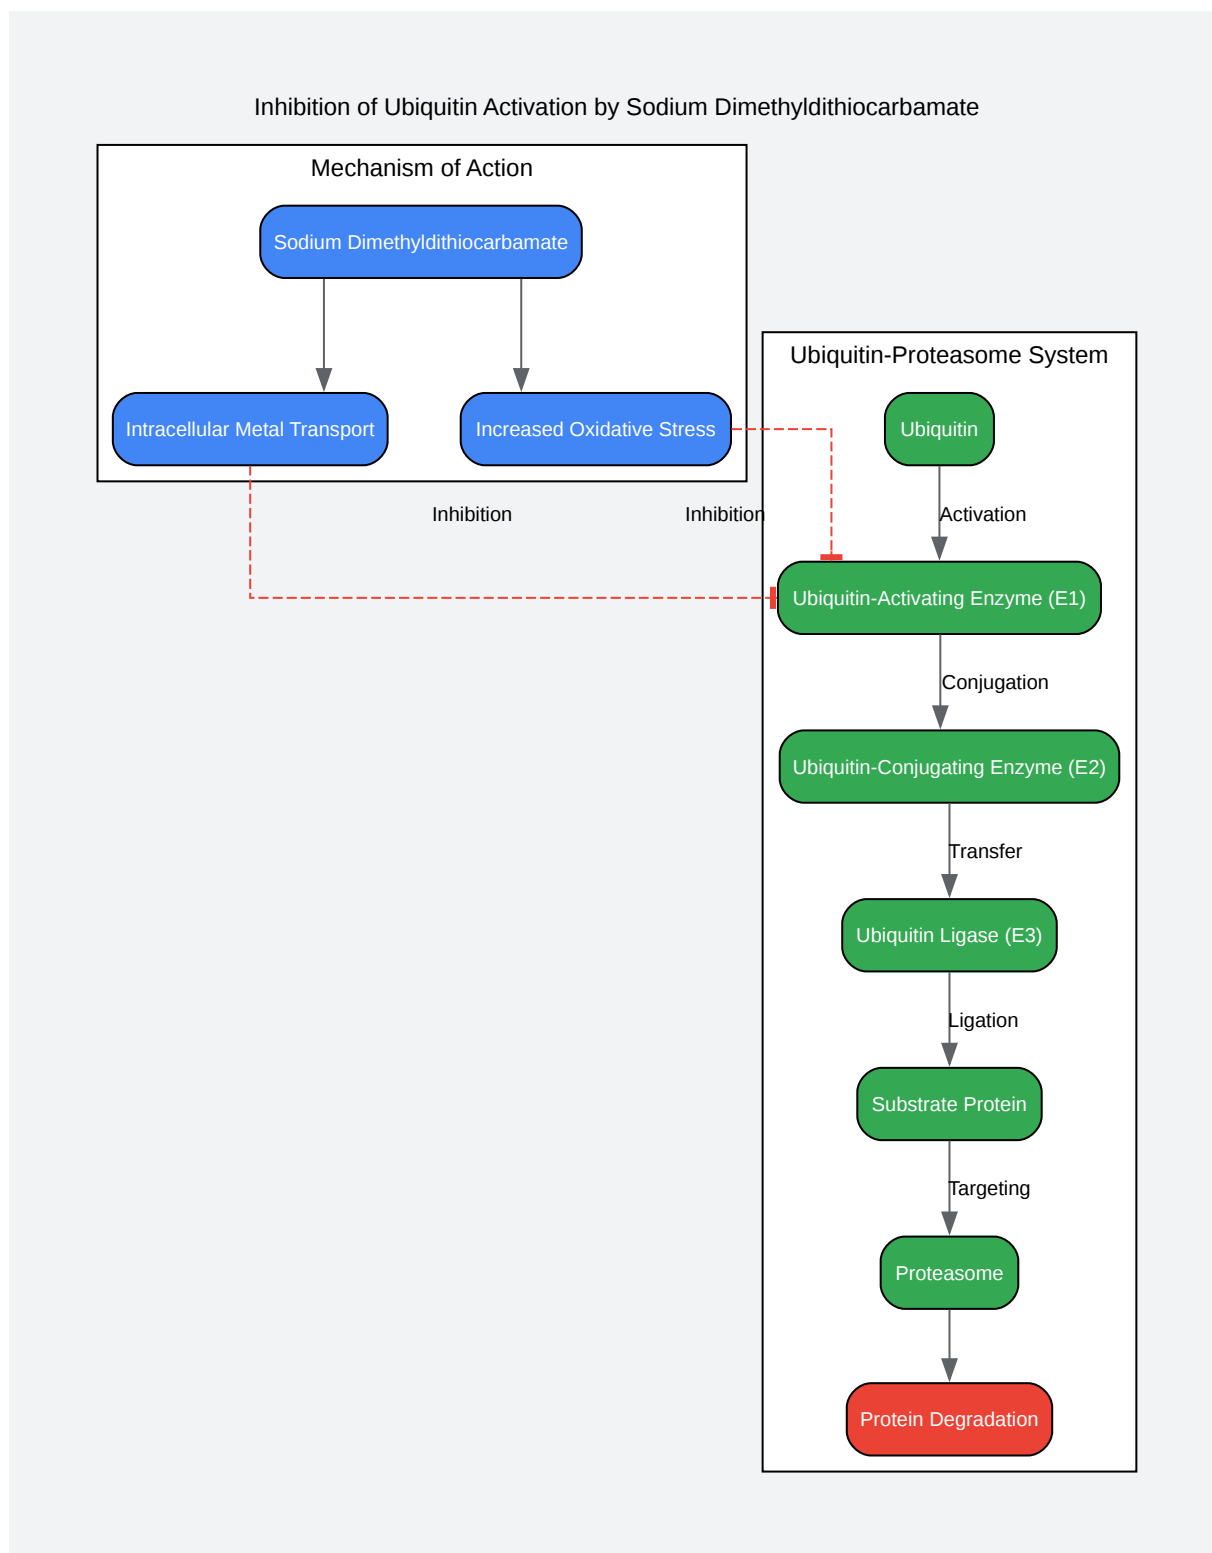 Inhibition of Ubiquitin Activation by Sodium Dimethyldithiocarbamate
Mechanism of Action
Sodium Dimethyldithiocarbamate
Intracellular Metal Transport
Increased Oxidative Stress
Inhibition
Inhibition
Ubiquitin-Proteasome System
Ubiquitin
Activation
Ubiquitin-Activating Enzyme (E1)
Conjugation
Ubiquitin-Conjugating Enzyme (E2)
Transfer
Ubiquitin Ligase (E3)
Ligation
Substrate Protein
Targeting
Proteasome
Protein Degradation